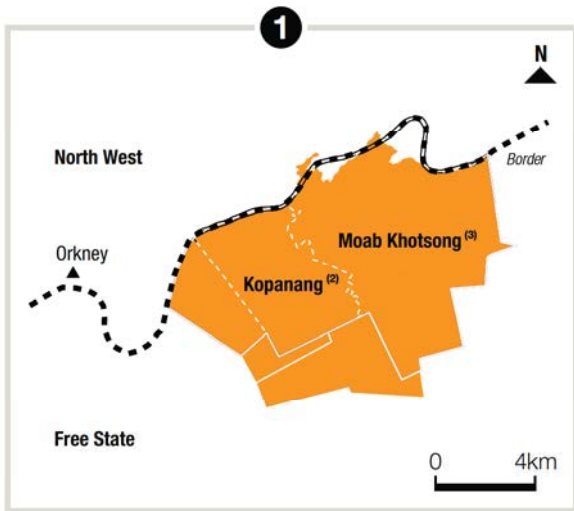 1
N
North West
Border
Moab Khotsong (3)
Orkney
Kopanang (2)
Free State
0 4km